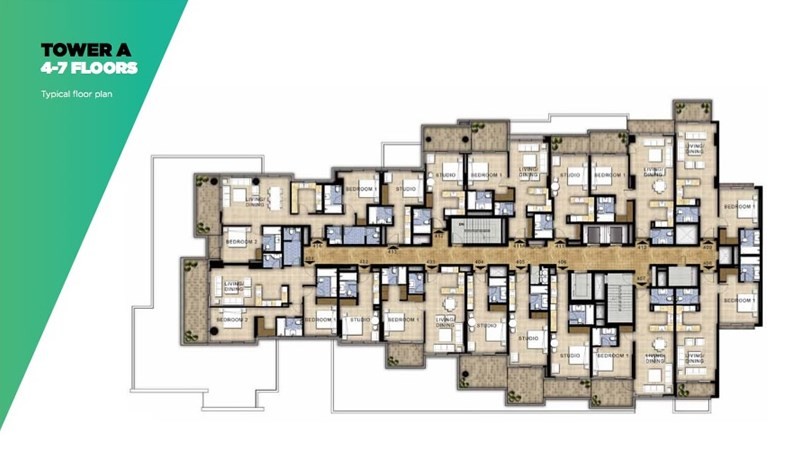 TOWER A
4-7 FLOORS
Typical floor plan
LIVING/
DINING
BEDROOM 1
STUDIO
STUDIO
BEDROOM 1
LIVING/
DINING
STUDIO
BEDROOM 1
LIVING/
DINING
LIVING/
DINING
BEDROOM 1
BEDROOM 2
LIVING/
DINING
BEDROOM 2
BEDROOM 1
STUDIO
BEDROOM 1
LIVING/
DINING
STUDIO
STUDIO
STUDIO
BEDROOM 1
LIVING/
DINING
LIVING/
DINING
BEDROOM 1